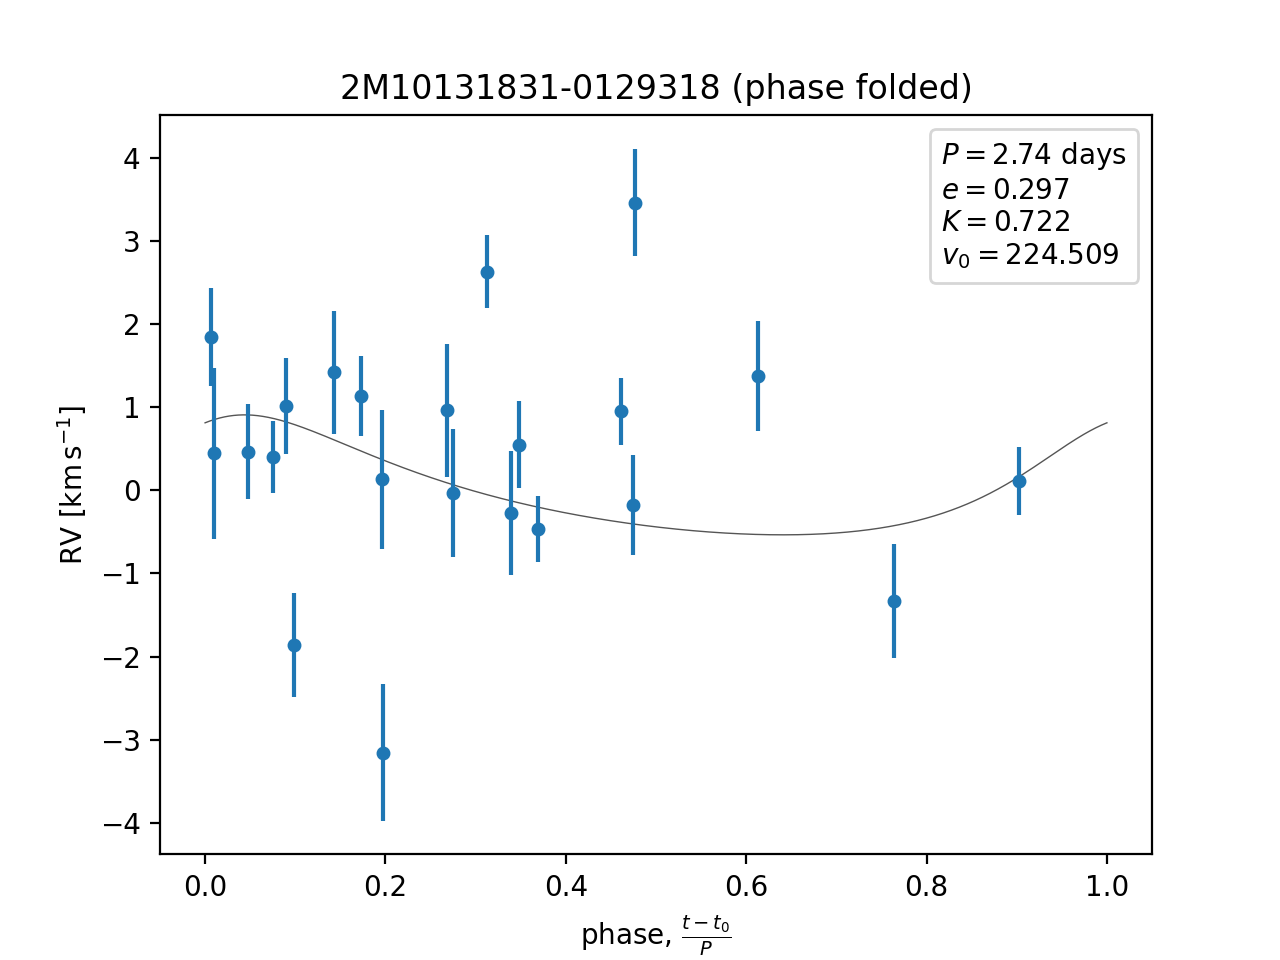 2M10131831-0129318 (phase folded)
P = 2.74 days
e = 0.297
K = 0.722
v₀ = 224.509
4
3
2
1
0
−1
−2
−3
−4
RV [km s⁻¹]
0.0 0.2 0.4 0.6 0.8 1.0
phase, (t − t₀)/P